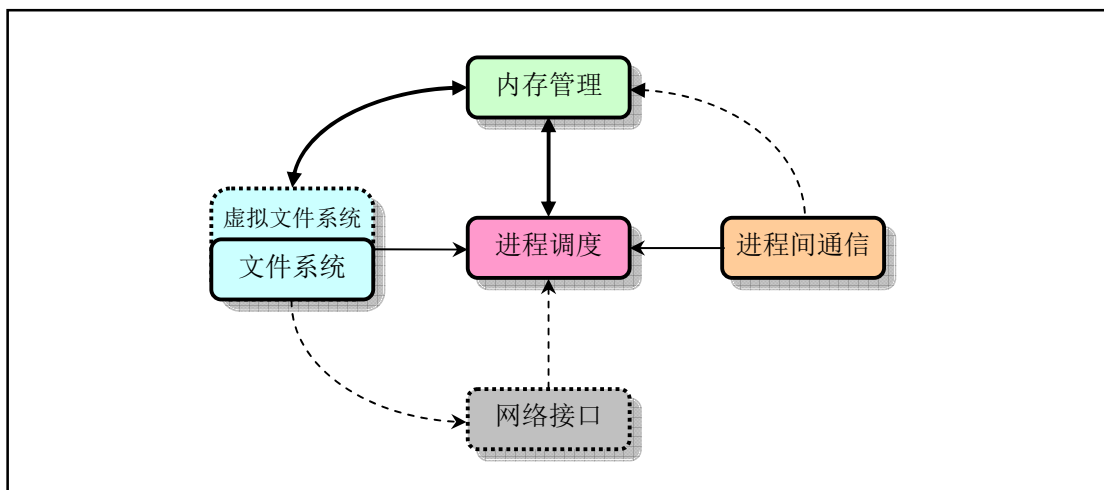 内存管理
虚拟文件系统
文件系统
进程调度
进程间通信
网络接口